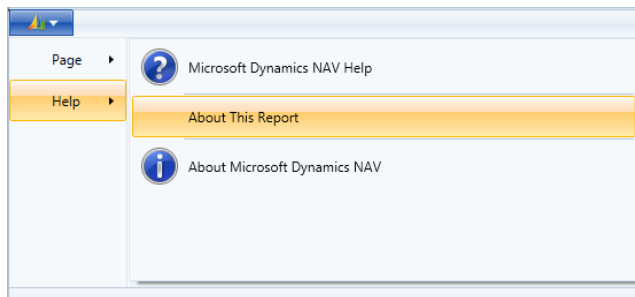 Page
Help
Microsoft Dynamics NAV Help
About This Report
About Microsoft Dynamics NAV